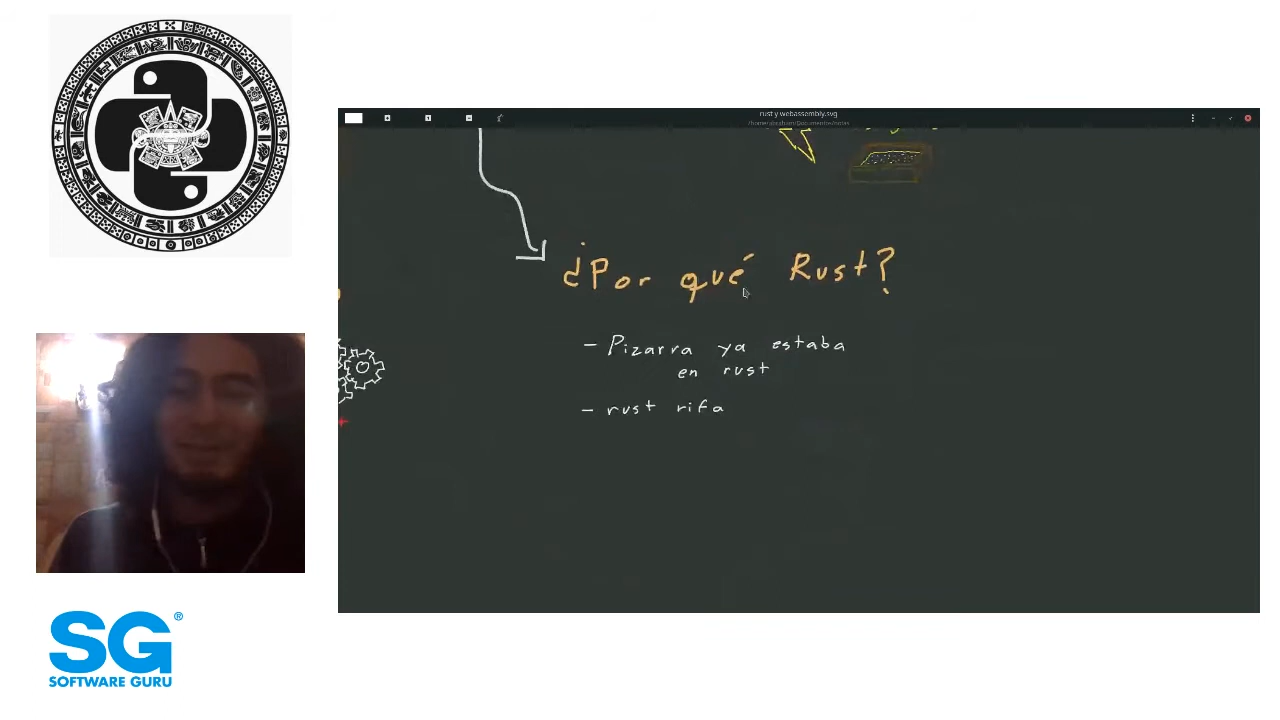 rust y webassembly.svg
¿Por qué Rust?
- Pizarra ya estaba
en rust
- rust rifa
SG®
SOFTWARE GURU